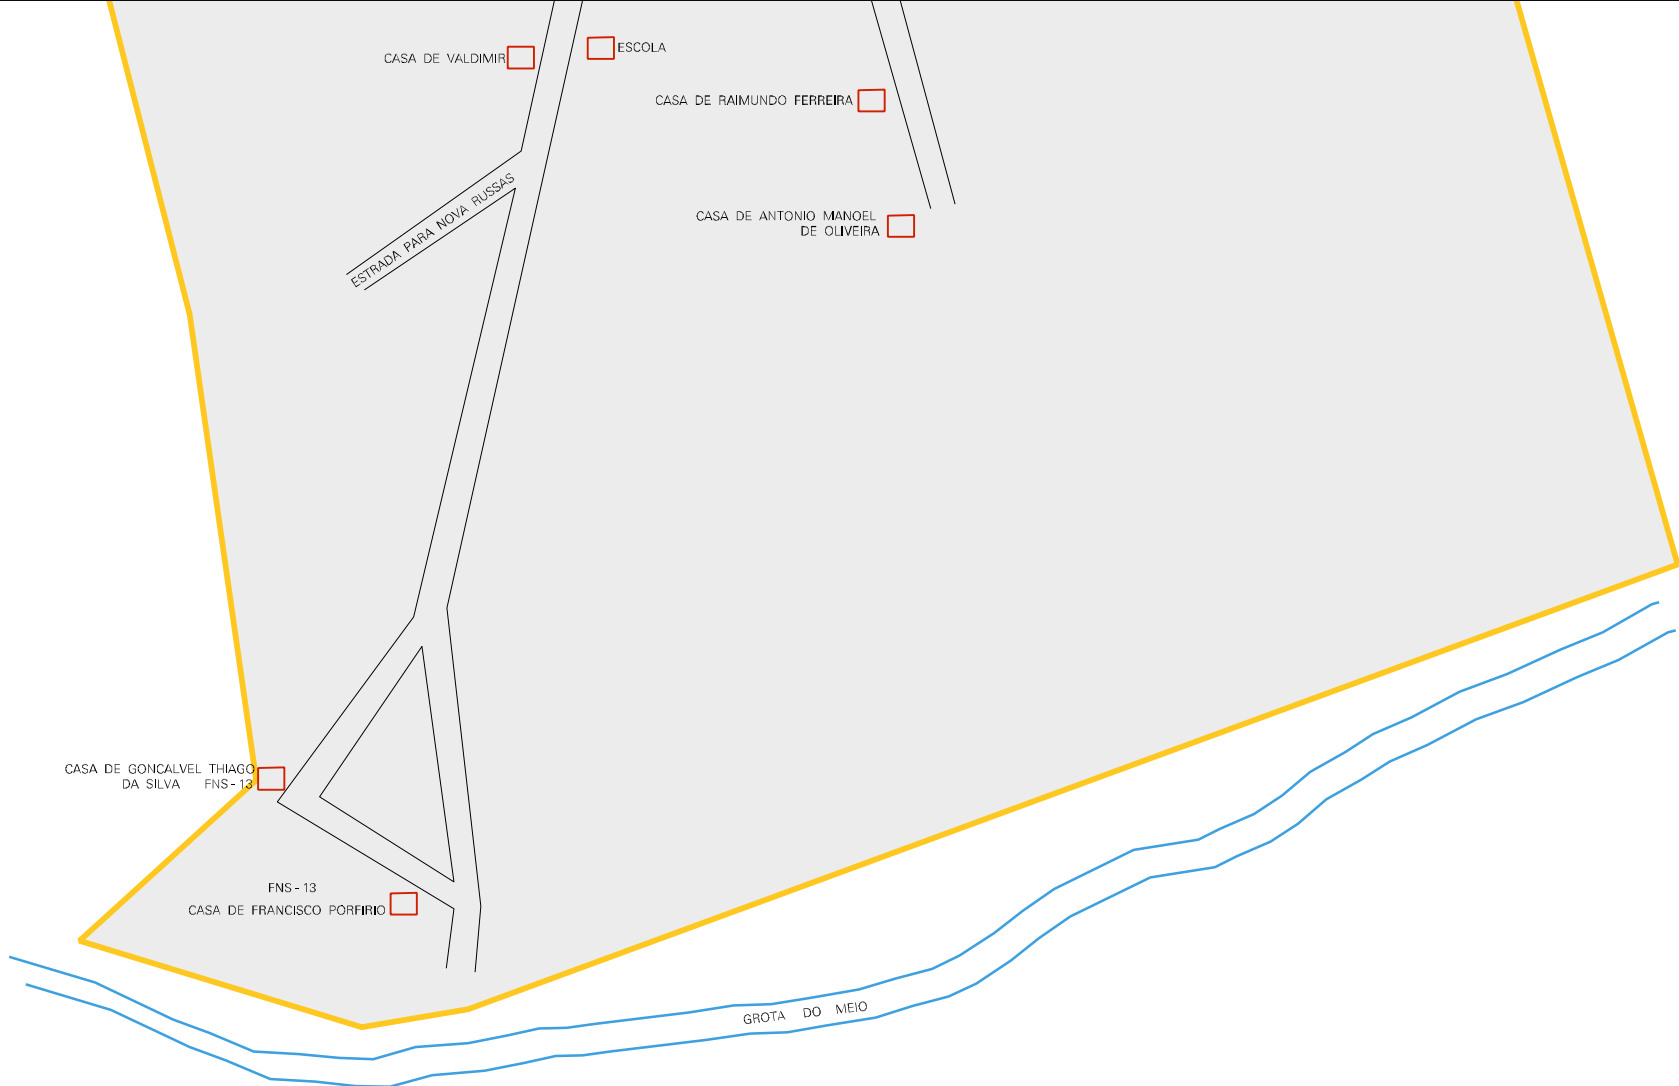 CASA DE VALDIMIR
ESCOLA
CASA DE RAIMUNDO FERREIRA
ESTRADA PARA NOVA RUSSAS
CASA DE ANTONIO MANOEL
DE OLIVEIRA
CASA DE GONCALVEL THIAGO
DA SILVA FNS-13
FNS-13
CASA DE FRANCISCO PORFIRIO
GROTA DO MEIO